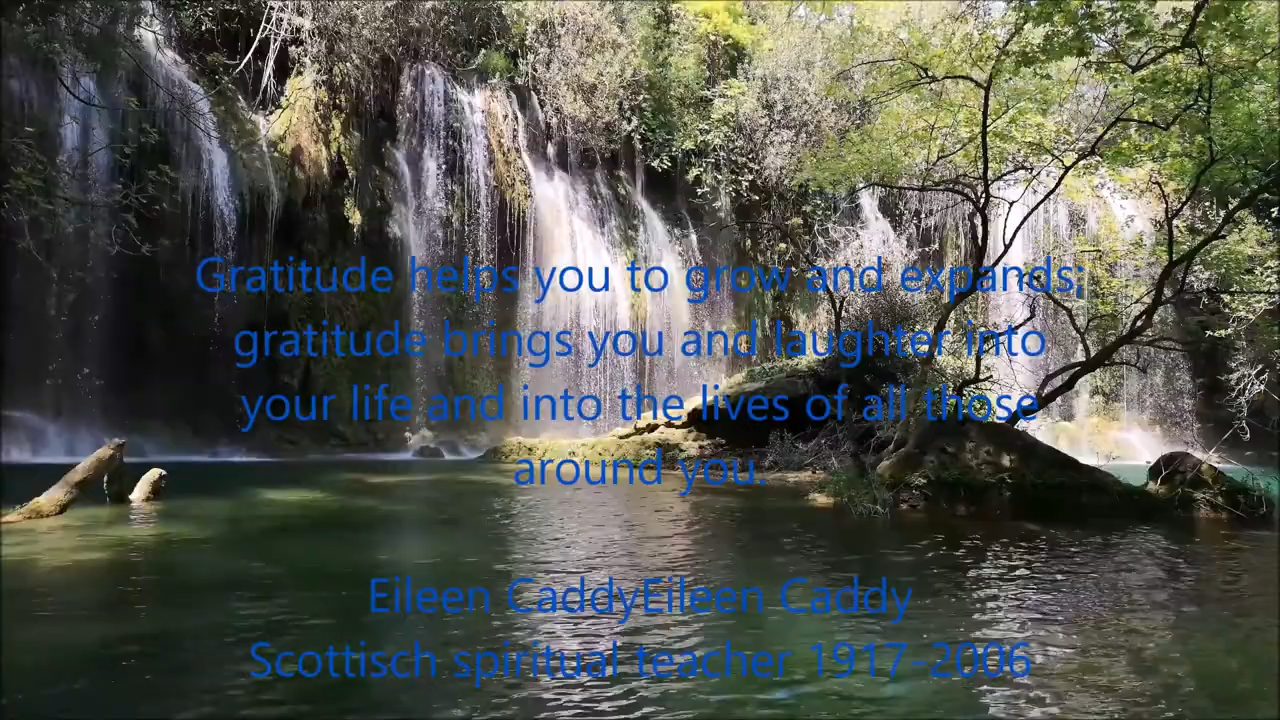 Gratitude helps you to grow and expands;
gratitude brings you and laughter into
your life and into the lives of all those
around you.
Eileen CaddyEileen Caddy
Scottisch spiritual teacher 1917-2006